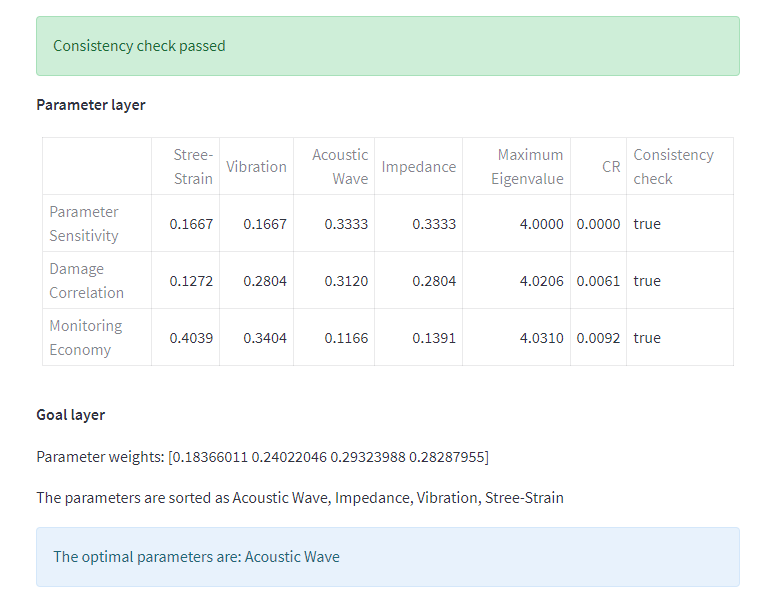 Consistency check passed
Parameter layer
Stree-Strain Vibration Acoustic Wave Impedance Maximum Eigenvalue CR Consistency check
Parameter Sensitivity 0.1667 0.1667 0.3333 0.3333 4.0000 0.0000 true
Damage Correlation 0.1272 0.2804 0.3120 0.2804 4.0206 0.0061 true
Monitoring Economy 0.4039 0.3404 0.1166 0.1391 4.0310 0.0092 true
Goal layer
Parameter weights: [0.18366011 0.24022046 0.29323988 0.28287955]
The parameters are sorted as Acoustic Wave, Impedance, Vibration, Stree-Strain
The optimal parameters are: Acoustic Wave